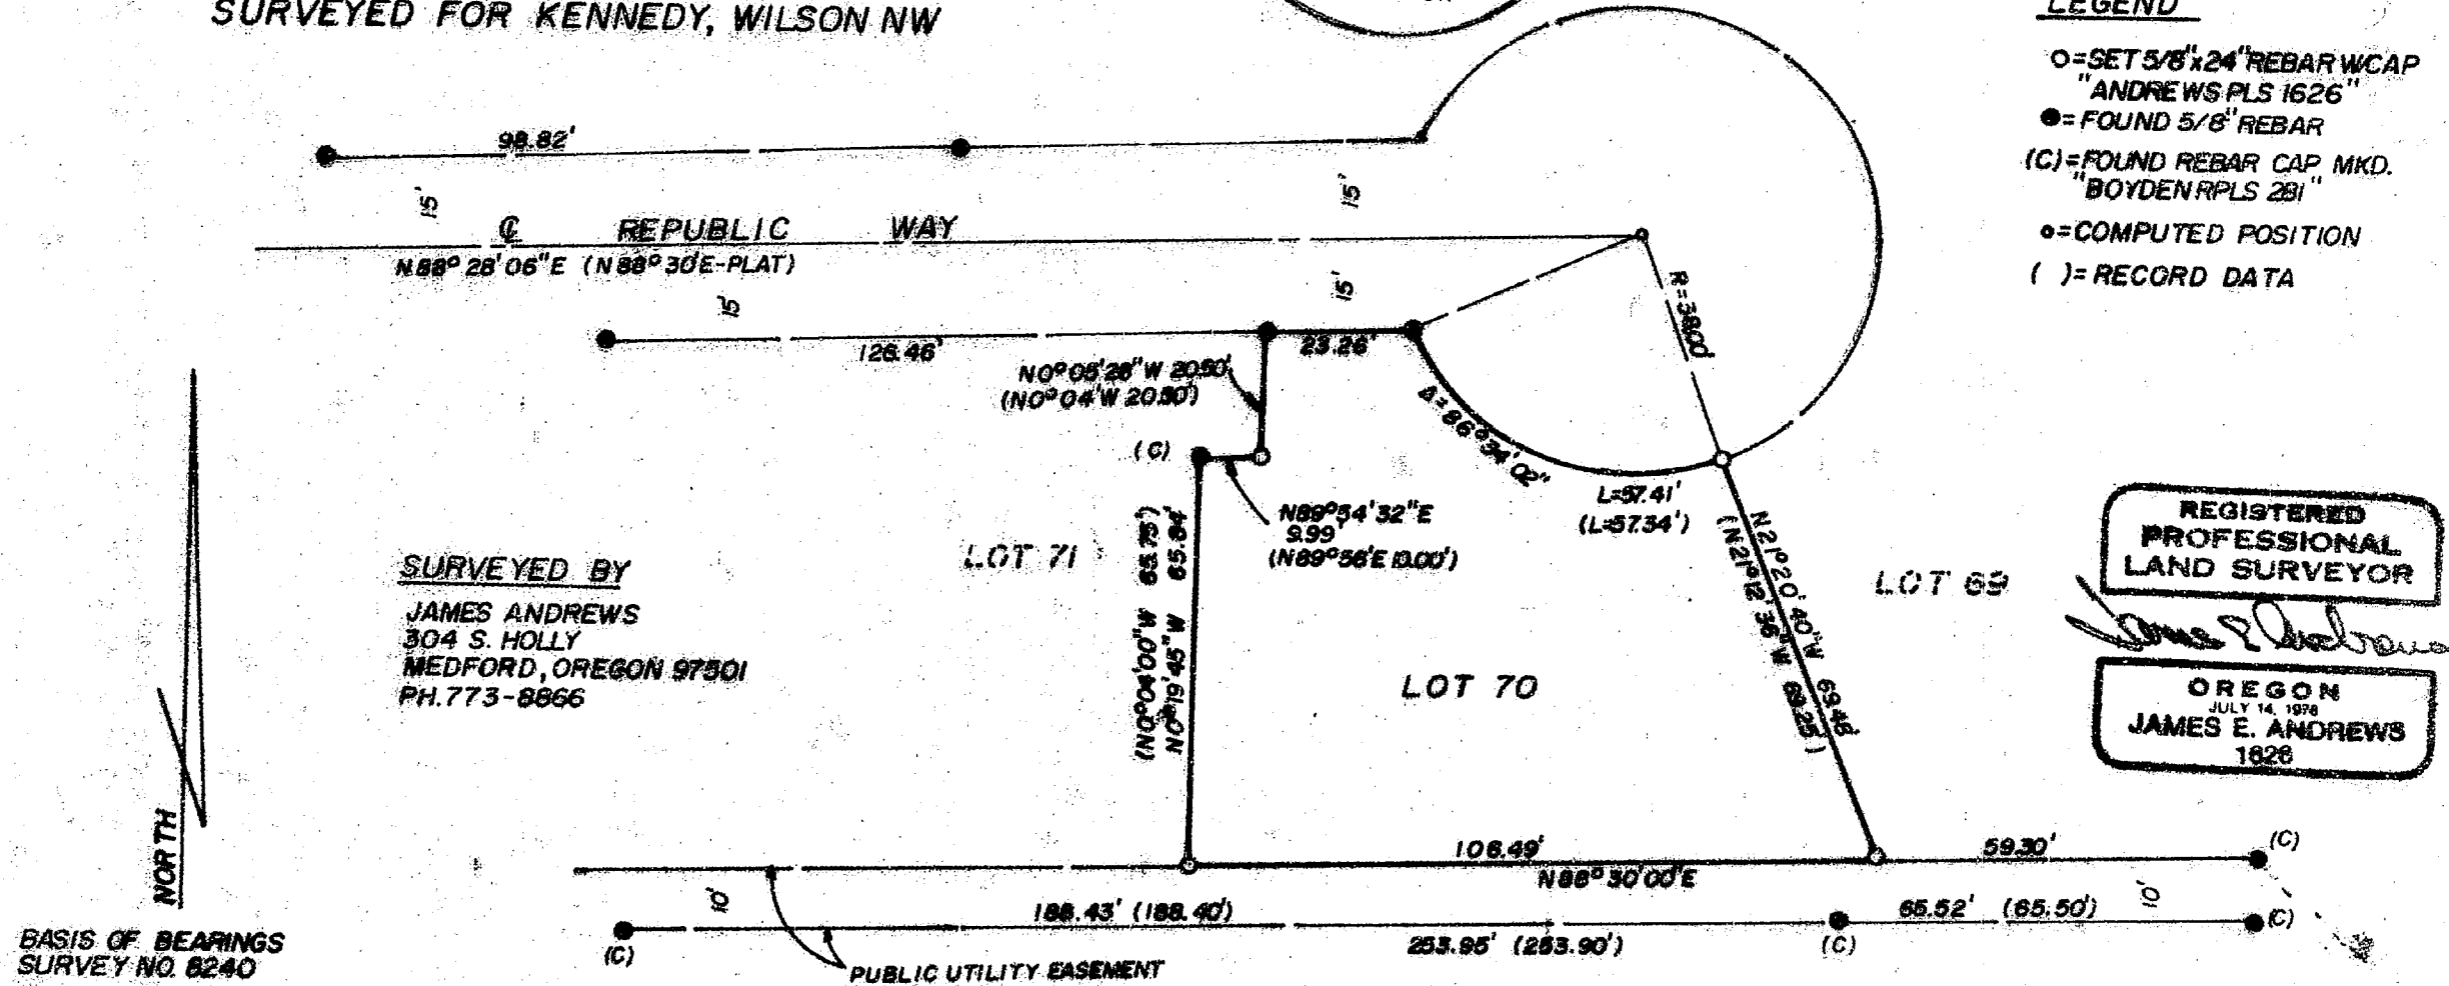 SURVEYED FOR KENNEDY, WILSON NW
LEGEND
O=SET 5/8"x24" REBAR W/CAP
"ANDREWS PLS 1626"
●=FOUND 5/8" REBAR
(C)=FOUND REBAR CAP MKD.
"BOYDEN RPLS 281"
o=COMPUTED POSITION
( )=RECORD DATA
98.82'
15'
15'
℄ REPUBLIC WAY
N88°28'06"E (N88°30'E-PLAT)
15'
15'
R=38.00'
126.46'
23.26'
N0°05'28"W 20.50'
(N0°04'W 20.50')
Δ=86°34'02"
(C)
L=57.41'
(L=57.34')
N89°54'32"E
9.99'
(N89°56'E 10.00')
(N0°04'00"W 65.75')
N0°19'45"W 65.84'
N21°20'40"W 69.46'
(N21°12'36"W 69.25')
LOT 71
LOT 70
LOT 69
SURVEYED BY
JAMES ANDREWS
304 S. HOLLY
MEDFORD, OREGON 97501
PH. 773-8866
REGISTERED
PROFESSIONAL
LAND SURVEYOR
James E Andrews
OREGON
JULY 14, 1978
JAMES E. ANDREWS
1626
NORTH
BASIS OF BEARINGS
SURVEY NO. 8240
106.49'
N88°30'00"E
59.30'
(C)
10'
10'
188.43' (188.40')
65.52' (65.50')
(C)
(C)
253.95' (253.90')
(C)
PUBLIC UTILITY EASEMENT